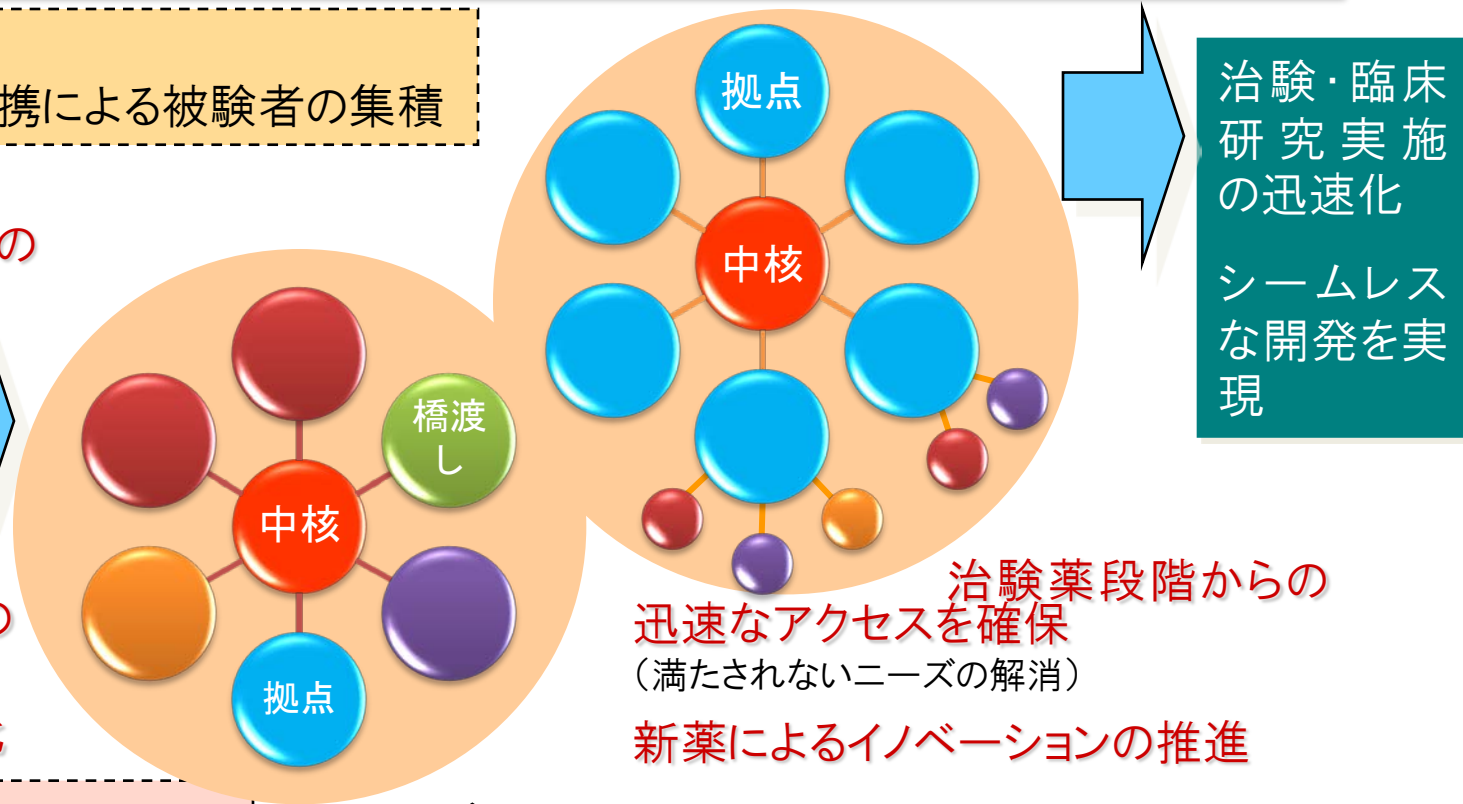 携による被験者の集積
の
拠点
中核
橋渡
し
中核
拠点
の
治験・臨床
研究実施
の迅速化
シームレス
な開発を実
現
治験薬段階からの
迅速なアクセスを確保
（満たされないニーズの解消）
新薬によるイノベーションの推進